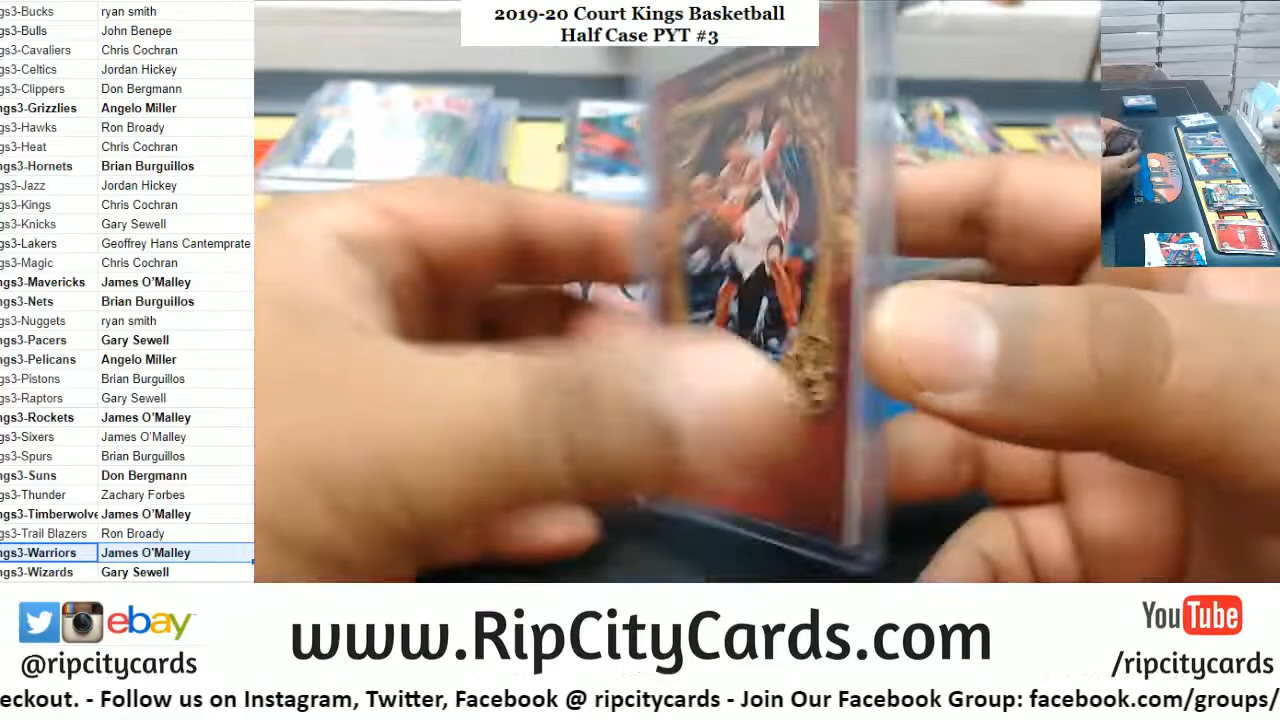 2019-20 Court Kings Basketball
Half Case PYT #3
gs3-Bucks ryan smith
gs3-Bulls John Benepe
gs3-Cavaliers Chris Cochran
gs3-Celtics Jordan Hickey
gs3-Clippers Don Bergmann
ngs3-Grizzlies Angelo Miller
gs3-Hawks Ron Broady
gs3-Heat Chris Cochran
ngs3-Hornets Brian Burguillos
gs3-Jazz Jordan Hickey
gs3-Kings Chris Cochran
gs3-Knicks Gary Sewell
gs3-Lakers Geoffrey Hans Cantemprate
gs3-Magic Chris Cochran
ngs3-Mavericks James O'Malley
ngs3-Nets Brian Burguillos
gs3-Nuggets ryan smith
ngs3-Pacers Gary Sewell
ngs3-Pelicans Angelo Miller
gs3-Pistons Brian Burguillos
gs3-Raptors Gary Sewell
ngs3-Rockets James O'Malley
gs3-Sixers James O'Malley
gs3-Spurs Brian Burguillos
ngs3-Suns Don Bergmann
gs3-Thunder Zachary Forbes
ngs3-Timberwolve James O'Malley
gs3-Trail Blazers Ron Broady
ngs3-Warriors James O'Malley
ngs3-Wizards Gary Sewell
ebay
@ripcitycards
www.RipCityCards.com
YouTube
/ripcitycards
eckout. - Follow us on Instagram, Twitter, Facebook @ ripcitycards - Join Our Facebook Group: facebook.com/groups/